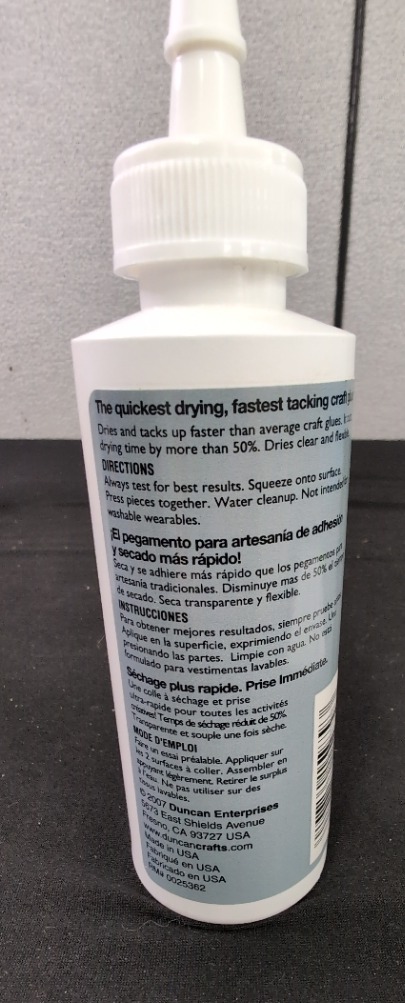 The quickest drying, fastest tacking craft
Dries and tacks up faster than average craft glues.
drying time by more than 50%. Dries clear and flexible.
DIRECTIONS
Always test for best results. Squeeze onto surface.
Press pieces together. Water cleanup. Not intended
washable wearables.
¡El pegamento para artesanía de adhesión
y secado más rápido!
Seca y se adhiere más rápido que los pegamentos para
artesanía tradicionales. Disminuye mas de 50% el
de secado. Seca transparente y flexible.
INSTRUCCIONES
Para obtener mejores resultados, siempre pruebe
Aplique en la superficie, exprimiendo el envase.
presionando las partes. Limpie con agua. No está
formulado para vestimentas lavables.
Séchage plus rapide. Prise Immédiate.
Une colle à séchage et prise
ultra-rapide pour toutes les activités
créatives! Temps de séchage réduit de 50%.
Transparente et souple une fois sèche.
MODE D'EMPLOI
Faire un essai préalable. Appliquer sur
les 2 surfaces à coller. Assembler en
appuyant légèrement. Retirer le surplus
à l'eau. Ne pas utiliser sur des
tissus lavables.
© 2007 Duncan Enterprises
5673 East Shields Avenue
Fresno, CA 93727 USA
www.duncancrafts.com
Made in USA
Fabriqué en USA
Fabricado en USA
RM# 0025362